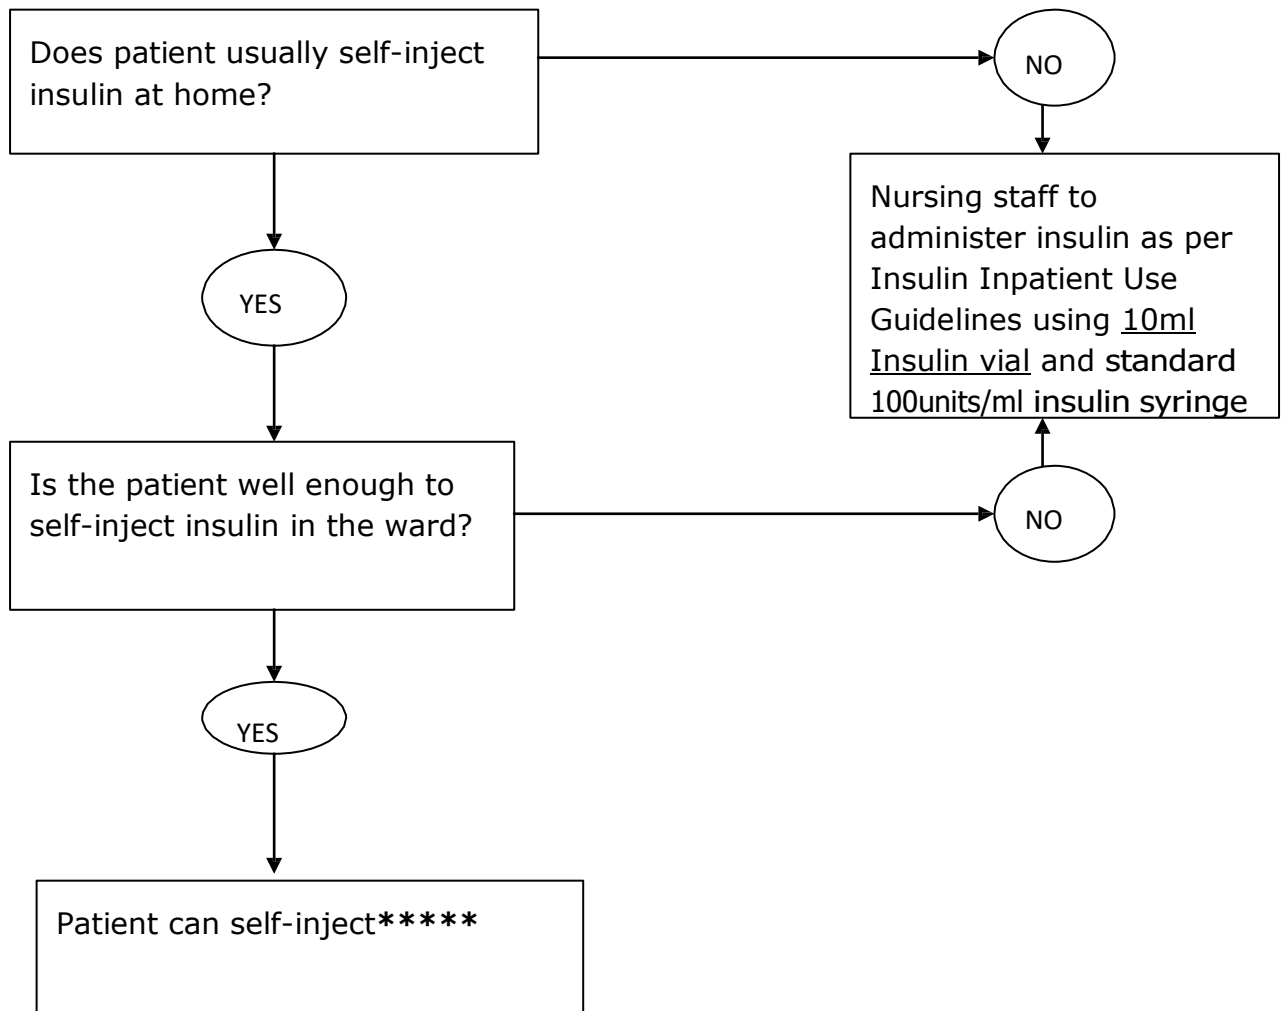 Does patient usually self-inject
insulin at home?
NO
Nursing staff to
administer insulin as per
Insulin Inpatient Use
Guidelines using 10ml
Insulin vial and standard
100units/ml insulin syringe
YES
Is the patient well enough to
self-inject insulin in the ward?
NO
YES
Patient can self-inject*****